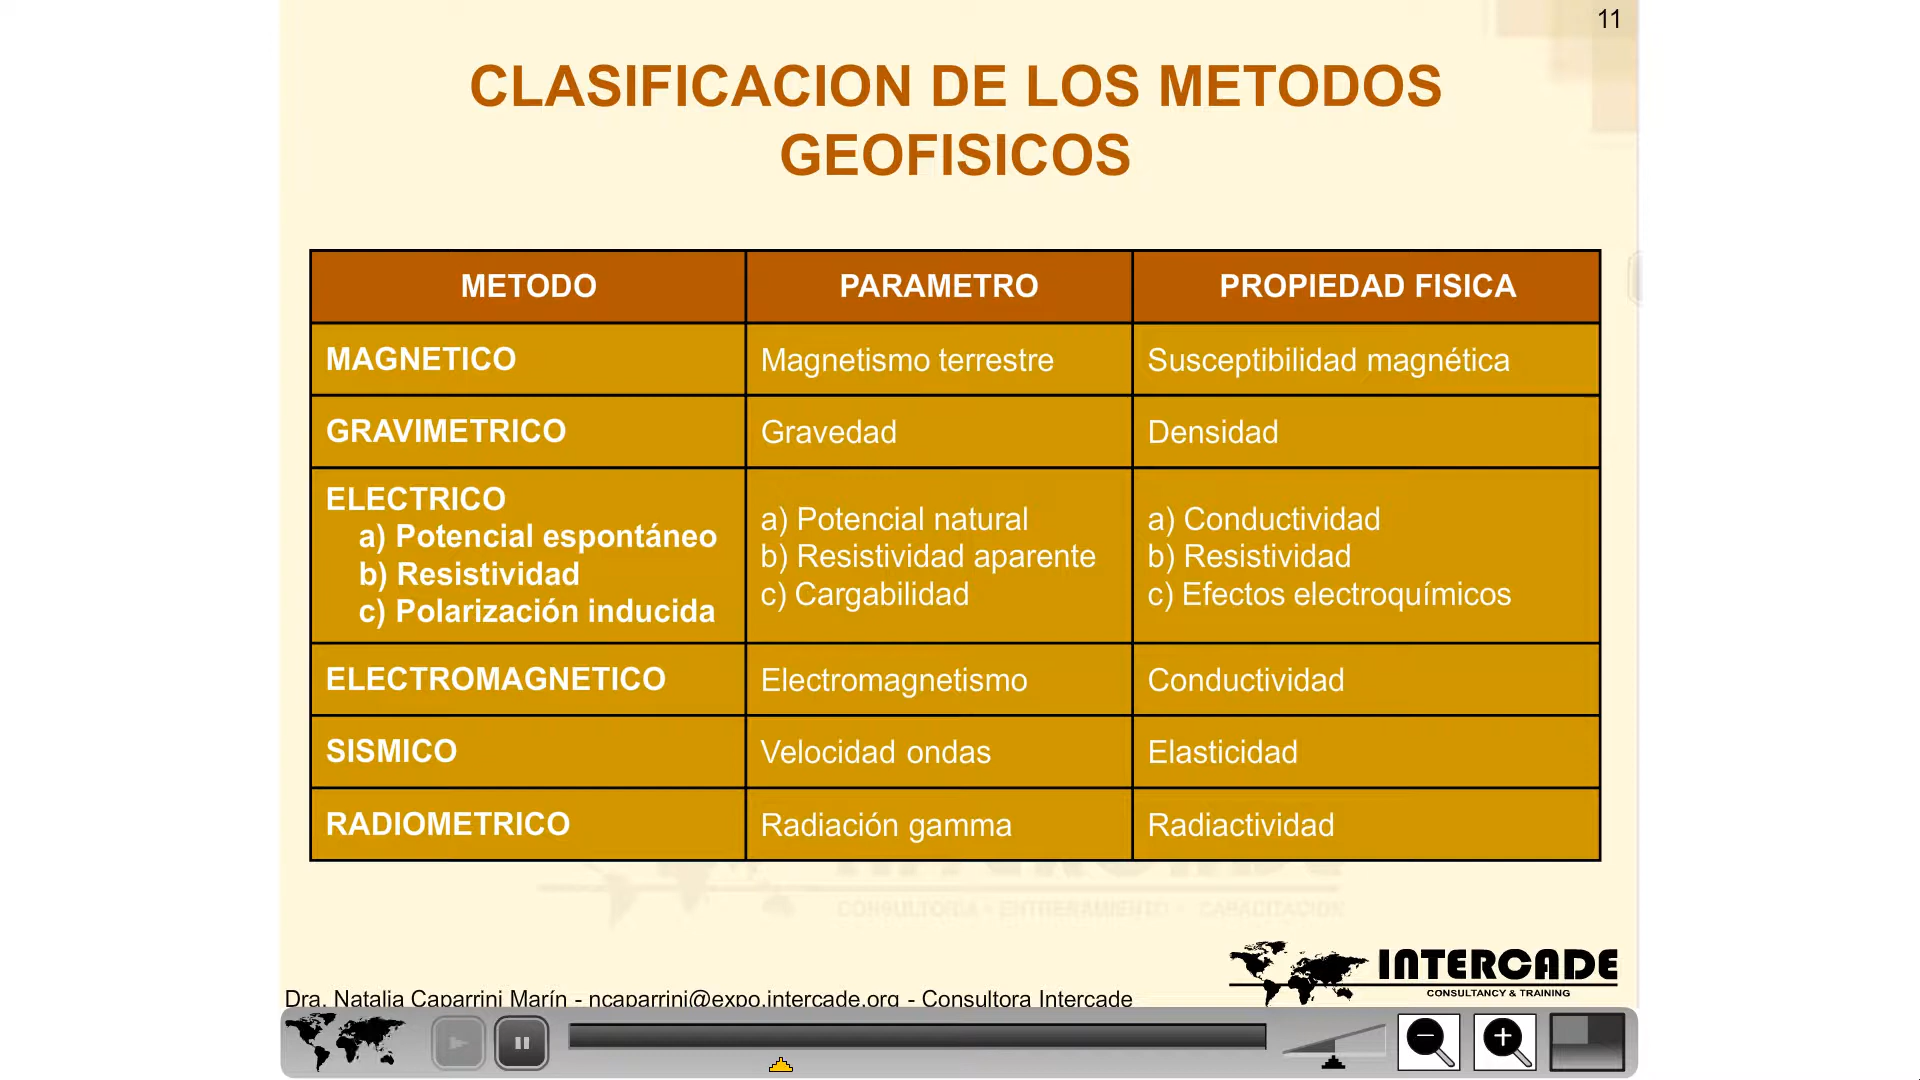 11
CLASIFICACION DE LOS METODOS
GEOFISICOS
METODO PARAMETRO PROPIEDAD FISICA
MAGNETICO Magnetismo terrestre Susceptibilidad magnética
GRAVIMETRICO Gravedad Densidad
ELECTRICO
a) Potencial espontáneo
b) Resistividad
c) Polarización inducida
a) Potencial natural
b) Resistividad aparente
c) Cargabilidad
a) Conductividad
b) Resistividad
c) Efectos electroquímicos
ELECTROMAGNETICO Electromagnetismo Conductividad
SISMICO Velocidad ondas Elasticidad
RADIOMETRICO Radiación gamma Radiactividad
CONSULTORIA - ENTRENAMIENTO - CAPACITACION
INTERCADE
CONSULTANCY & TRAINING
Dra. Natalia Caparrini Marín - ncaparrini@expo.intercade.org - Consultora Intercade